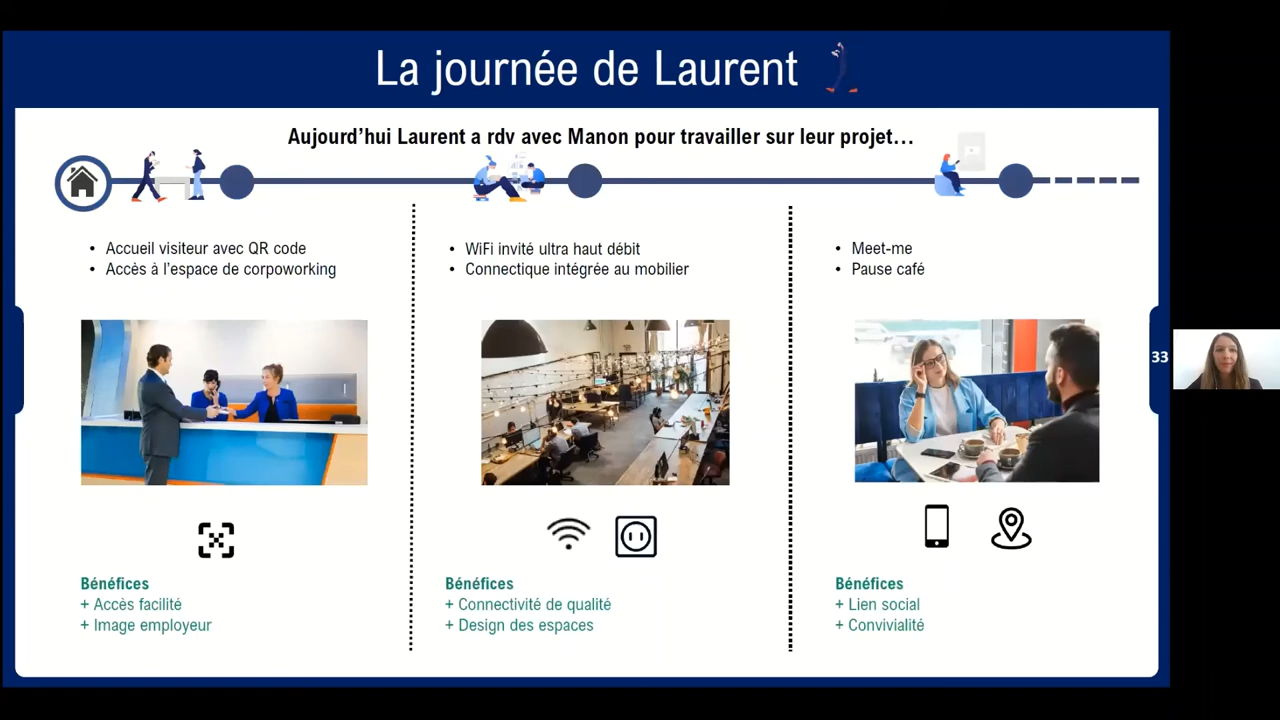 La journée de Laurent
Aujourd'hui Laurent a rdv avec Manon pour travailler sur leur projet…
• Accueil visiteur avec QR code
• Accès à l'espace de corpoworking
• WiFi invité ultra haut débit
• Connectique intégrée au mobilier
• Meet-me
• Pause café
33
Bénéfices
+ Accès facilité
+ Image employeur
Bénéfices
+ Connectivité de qualité
+ Design des espaces
Bénéfices
+ Lien social
+ Convivialité